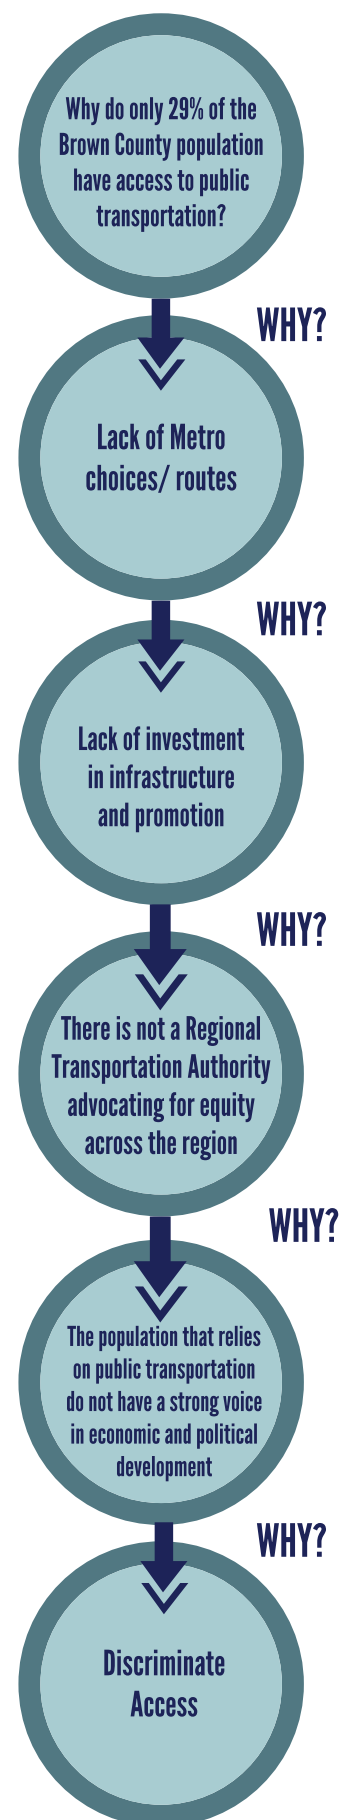 Why do only 29% of the
Brown County population
have access to public
transportation?
WHY?
Lack of Metro
choices/ routes
WHY?
Lack of investment
in infrastructure
and promotion
WHY?
There is not a Regional
Transportation Authority
advocating for equity
across the region
WHY?
The population that relies
on public transportation
do not have a strong voice
in economic and political
development
WHY?
Discriminate
Access